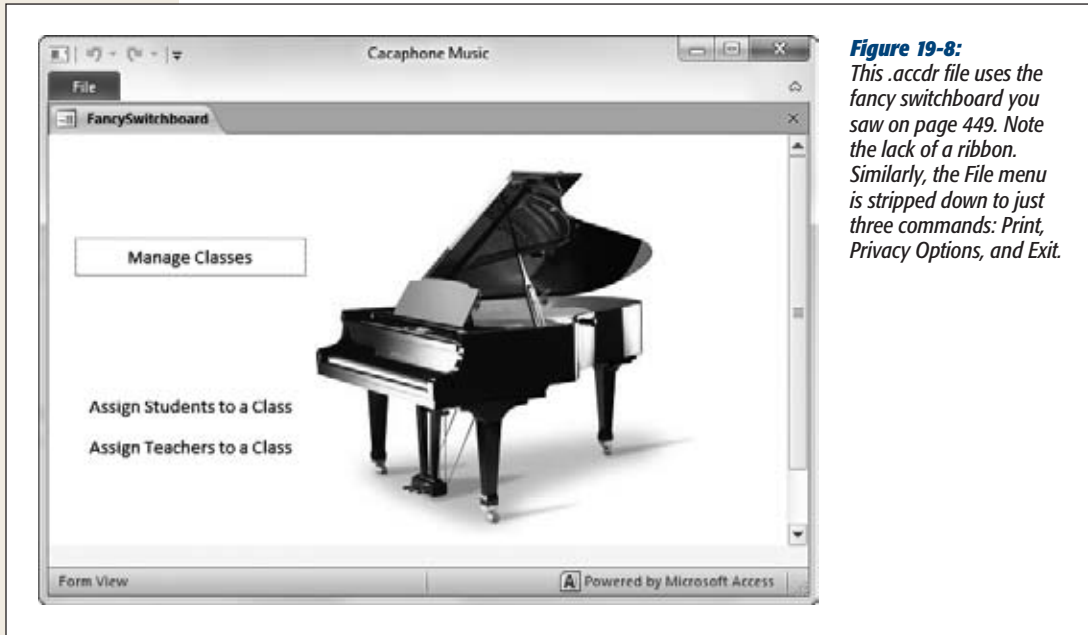 Cacaphone Music
File
FancySwitchboard
Manage Classes
Assign Students to a Class
Assign Teachers to a Class
Form View
A Powered by Microsoft Access
Figure 19-8:
This .accdr file uses the
fancy switchboard you
saw on page 449. Note
the lack of a ribbon.
Similarly, the File menu
is stripped down to just
three commands: Print,
Privacy Options, and Exit.